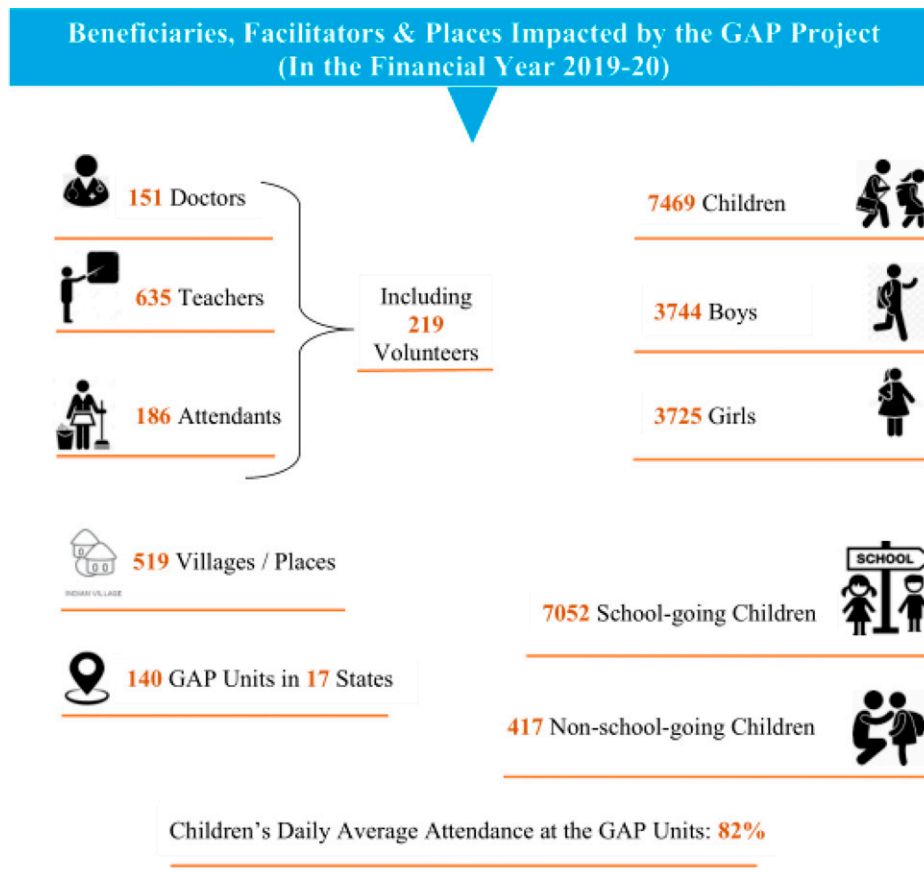 Beneficiaries, Facilitators & Places Impacted by the GAP Project
(In the Financial Year 2019-20)
151 Doctors
635 Teachers
186 Attendants
Including
219
Volunteers
7469 Children
3744 Boys
3725 Girls
INDIAN VILLAGE
519 Villages / Places
140 GAP Units in 17 States
SCHOOL
7052 School-going Children
417 Non-school-going Children
Children’s Daily Average Attendance at the GAP Units: 82%